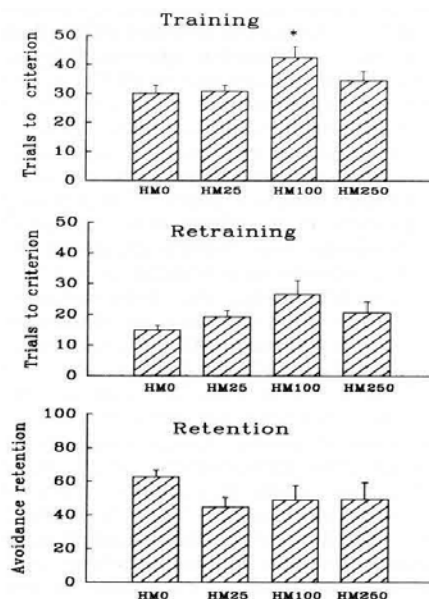 Training
*
50
40
30
20
10
0
Trials to criterion
HM0 HM25 HM100 HM250
Retraining
50
40
30
20
10
0
Trials to criterion
HM0 HM25 HM100 HM250
Retention
100
80
60
40
20
0
Avoidance retention
HM0 HM25 HM100 HM250